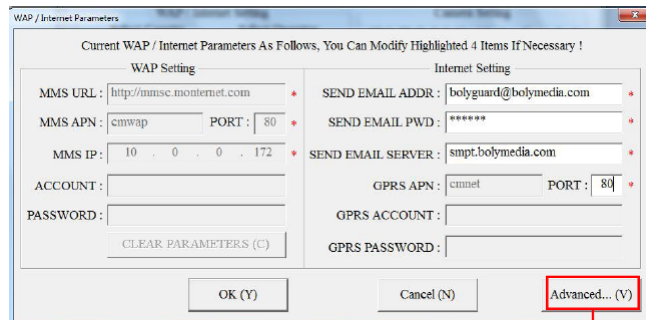 WAP / Internet Parameters
Current WAP / Internet Parameters As Follows, You Can Modify Highlighted 4 Items If Necessary !
WAP Setting
MMS URL : http://mmsc.monternet.com *
MMS APN : cmwap PORT : 80 *
MMS IP : 10 . 0 . 0 . 172 *
ACCOUNT :
PASSWORD :
CLEAR PARAMETERS (C)
Internet Setting
SEND EMAIL ADDR : bolyguard@bolymedia.com *
SEND EMAIL PWD : ****** *
SEND EMAIL SERVER : smpt.bolymedia.com *
GPRS APN : cmnet PORT : 80 *
GPRS ACCOUNT :
GPRS PASSWORD :
OK (Y) Cancel (N) Advanced... (V)